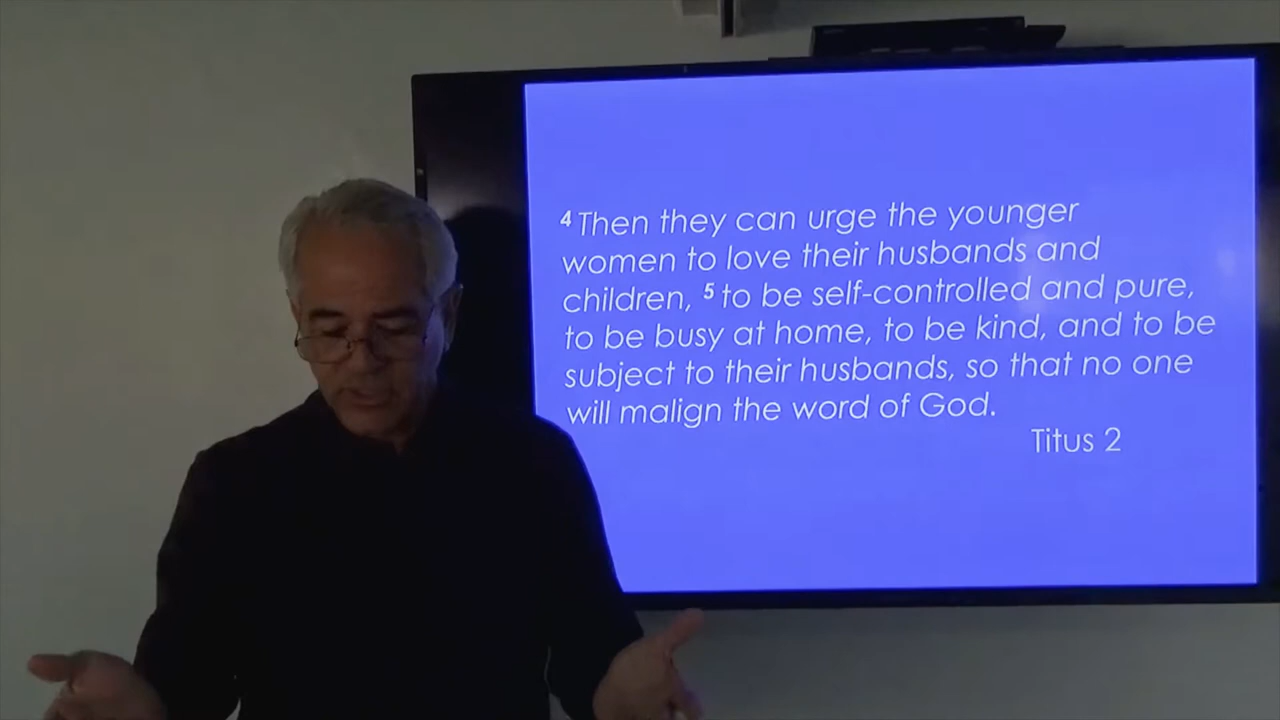 4 Then they can urge the younger
women to love their husbands and
children, 5 to be self-controlled and pure,
to be busy at home, to be kind, and to be
subject to their husbands, so that no one
will malign the word of God.
Titus 2